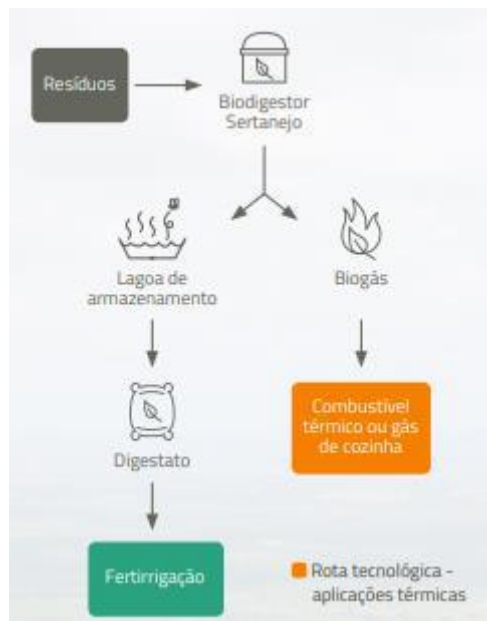 Resíduos
Biodigestor
Sertanejo
Lagoa de
armazenamento
Biogás
Digestato
Combustível
térmico ou gás
de cozinha
Fertirrigação
Rota tecnológica -
aplicações térmicas